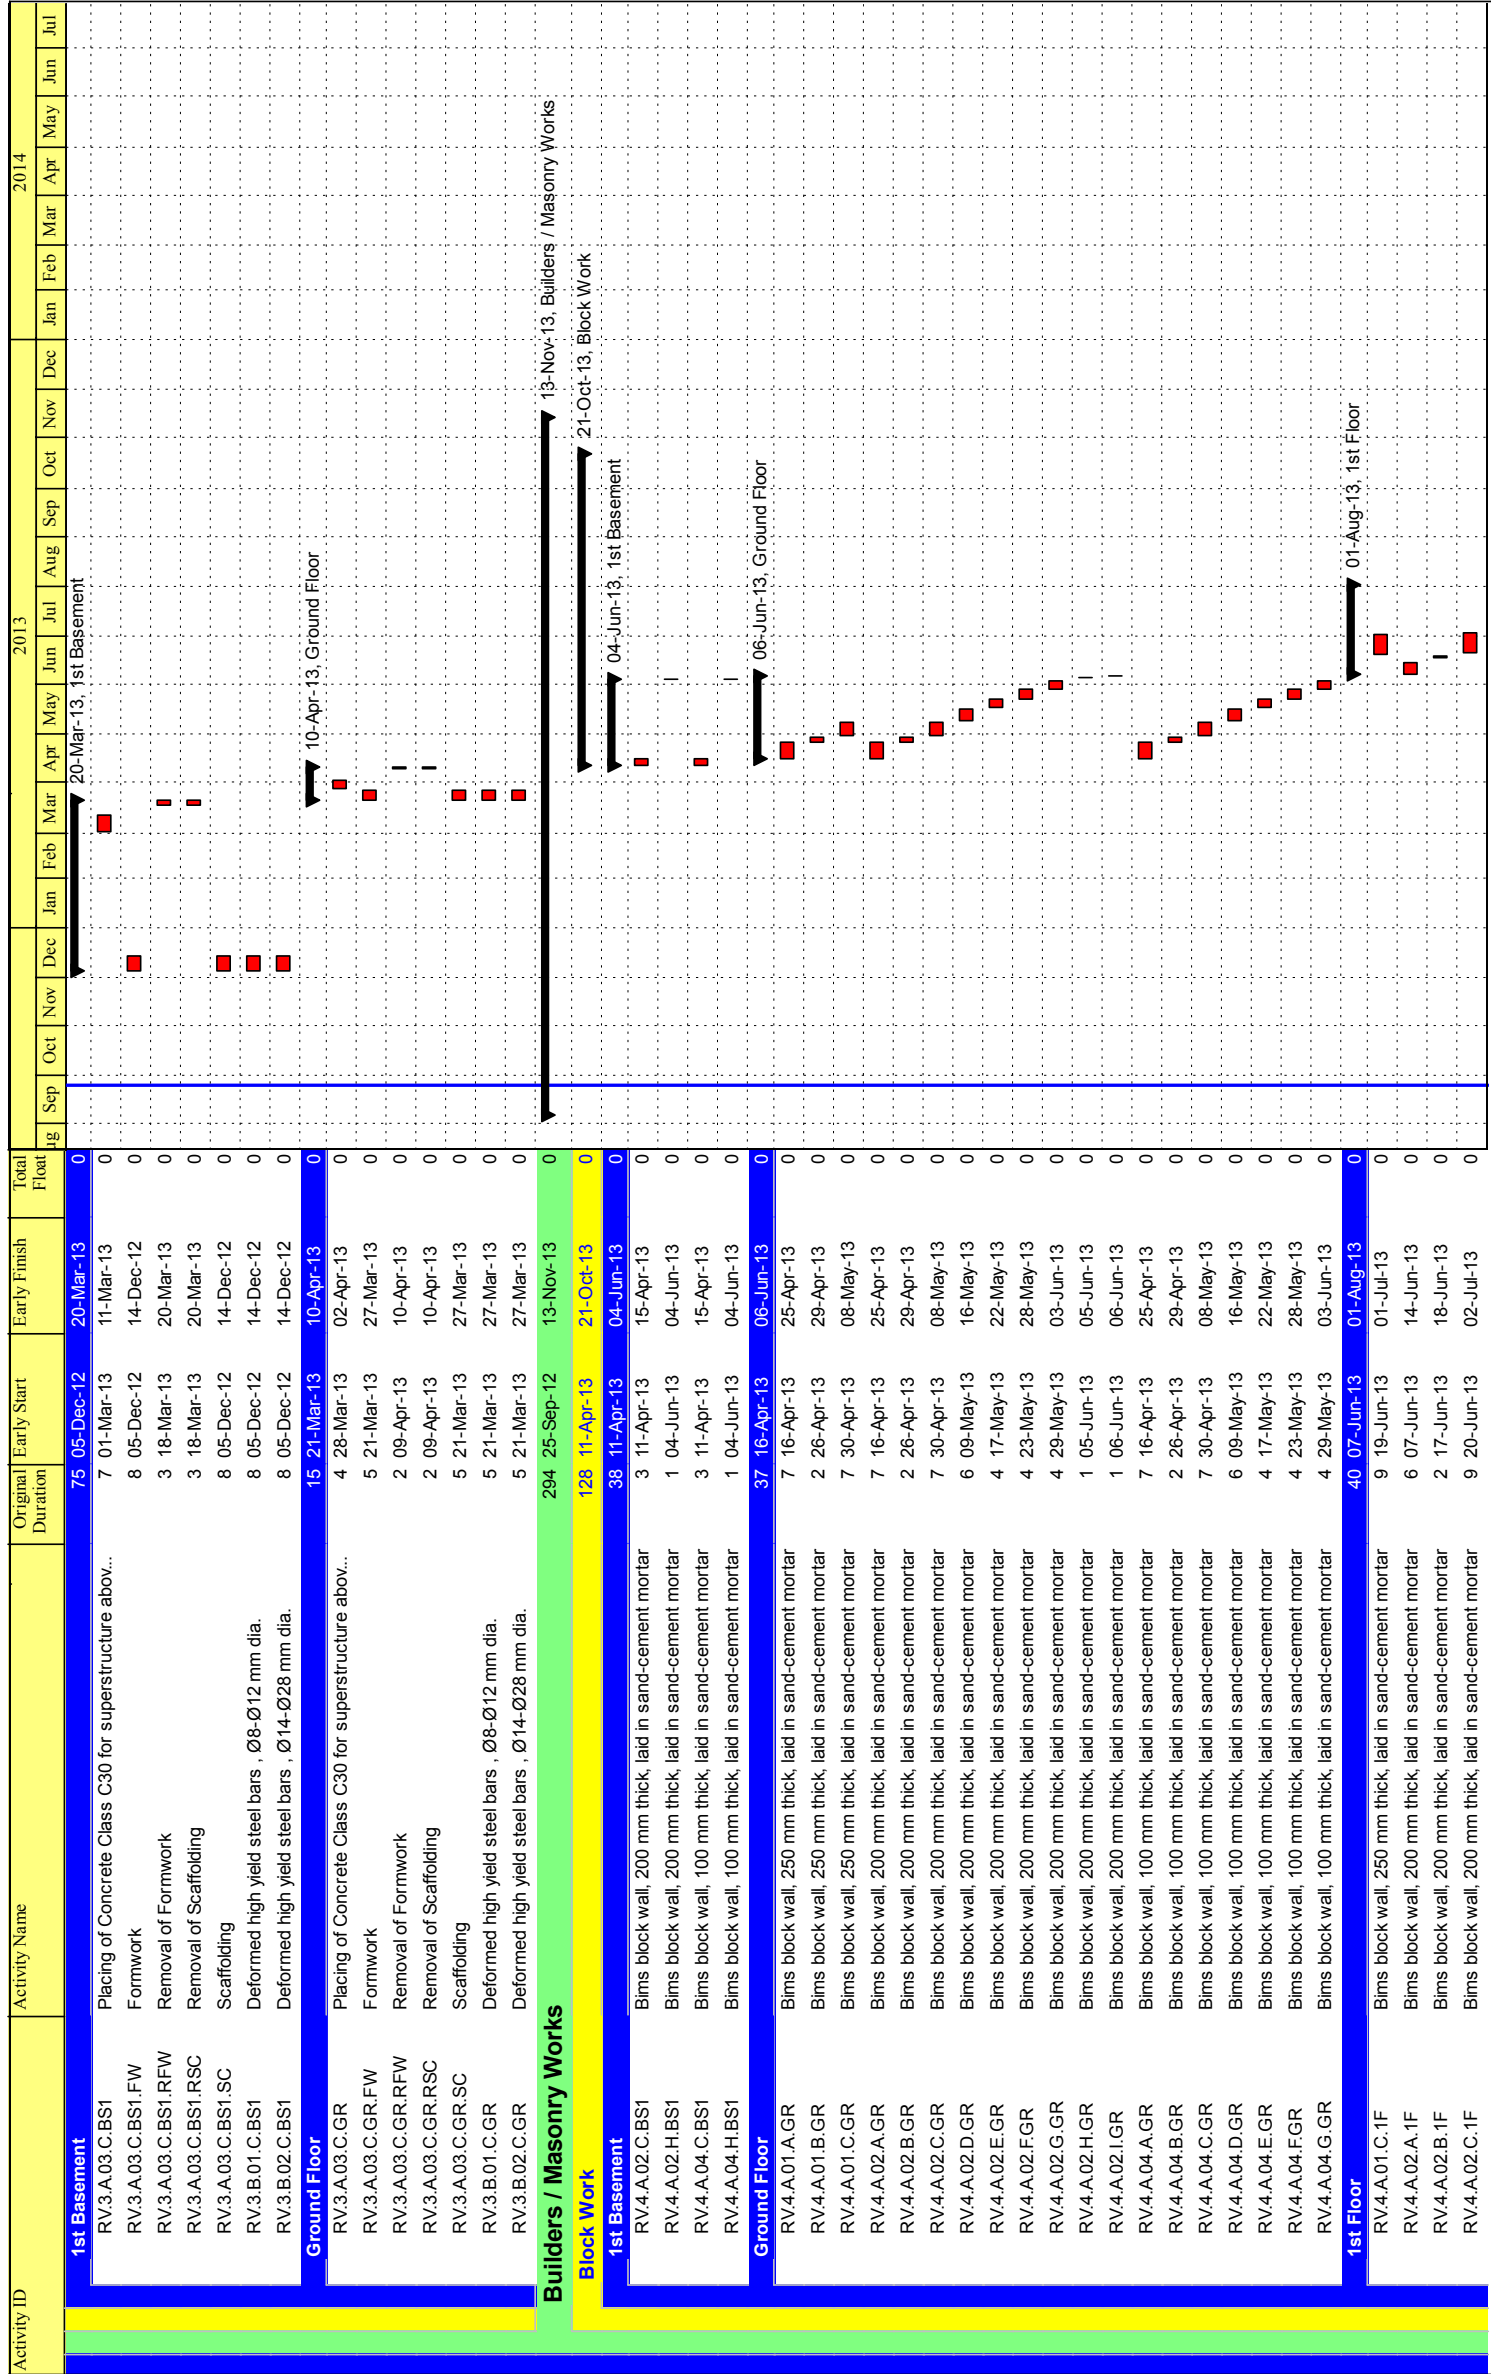 Activity ID Activity Name Original Duration Early Start Early Finish Total Float
2013 2014
ug Sep Oct Nov Dec Jan Feb Mar Apr May Jun Jul Aug Sep Oct Nov Dec Jan Feb Mar Apr May Jun Jul
1st Basement 75 05-Dec-12 20-Mar-13 0 20-Mar-13, 1st Basement
RV.3.A.03.C.BS1 Placing of Concrete Class C30 for superstructure abov... 7 01-Mar-13 11-Mar-13 0
RV.3.A.03.C.BS1.FW Formwork 8 05-Dec-12 14-Dec-12 0
RV.3.A.03.C.BS1.RFW Removal of Formwork 3 18-Mar-13 20-Mar-13 0
RV.3.A.03.C.BS1.RSC Removal of Scaffolding 3 18-Mar-13 20-Mar-13 0
RV.3.A.03.C.BS1.SC Scaffolding 8 05-Dec-12 14-Dec-12 0
RV.3.B.01.C.BS1 Deformed high yield steel bars , Ø8-Ø12 mm dia. 8 05-Dec-12 14-Dec-12 0
RV.3.B.02.C.BS1 Deformed high yield steel bars , Ø14-Ø28 mm dia. 8 05-Dec-12 14-Dec-12 0
Ground Floor 15 21-Mar-13 10-Apr-13 0 10-Apr-13, Ground Floor
RV.3.A.03.C.GR Placing of Concrete Class C30 for superstructure abov... 4 28-Mar-13 02-Apr-13 0
RV.3.A.03.C.GR.FW Formwork 5 21-Mar-13 27-Mar-13 0
RV.3.A.03.C.GR.RFW Removal of Formwork 2 09-Apr-13 10-Apr-13 0
RV.3.A.03.C.GR.RSC Removal of Scaffolding 2 09-Apr-13 10-Apr-13 0
RV.3.A.03.C.GR.SC Scaffolding 5 21-Mar-13 27-Mar-13 0
RV.3.B.01.C.GR Deformed high yield steel bars , Ø8-Ø12 mm dia. 5 21-Mar-13 27-Mar-13 0
RV.3.B.02.C.GR Deformed high yield steel bars , Ø14-Ø28 mm dia. 5 21-Mar-13 27-Mar-13 0
Builders / Masonry Works 294 25-Sep-12 13-Nov-13 0 13-Nov-13, Builders / Masonry Works
Block Work 128 11-Apr-13 21-Oct-13 0 21-Oct-13, Block Work
1st Basement 38 11-Apr-13 04-Jun-13 0 04-Jun-13, 1st Basement
RV.4.A.02.C.BS1 Bims block wall, 200 mm thick, laid in sand-cement mortar 3 11-Apr-13 15-Apr-13 0
RV.4.A.02.H.BS1 Bims block wall, 200 mm thick, laid in sand-cement mortar 1 04-Jun-13 04-Jun-13 0
RV.4.A.04.C.BS1 Bims block wall, 100 mm thick, laid in sand-cement mortar 3 11-Apr-13 15-Apr-13 0
RV.4.A.04.H.BS1 Bims block wall, 100 mm thick, laid in sand-cement mortar 1 04-Jun-13 04-Jun-13 0
Ground Floor 37 16-Apr-13 06-Jun-13 0 06-Jun-13, Ground Floor
RV.4.A.01.A.GR Bims block wall, 250 mm thick, laid in sand-cement mortar 7 16-Apr-13 25-Apr-13 0
RV.4.A.01.B.GR Bims block wall, 250 mm thick, laid in sand-cement mortar 2 26-Apr-13 29-Apr-13 0
RV.4.A.01.C.GR Bims block wall, 250 mm thick, laid in sand-cement mortar 7 30-Apr-13 08-May-13 0
RV.4.A.02.A.GR Bims block wall, 200 mm thick, laid in sand-cement mortar 7 16-Apr-13 25-Apr-13 0
RV.4.A.02.B.GR Bims block wall, 200 mm thick, laid in sand-cement mortar 2 26-Apr-13 29-Apr-13 0
RV.4.A.02.C.GR Bims block wall, 200 mm thick, laid in sand-cement mortar 7 30-Apr-13 08-May-13 0
RV.4.A.02.D.GR Bims block wall, 200 mm thick, laid in sand-cement mortar 6 09-May-13 16-May-13 0
RV.4.A.02.E.GR Bims block wall, 200 mm thick, laid in sand-cement mortar 4 17-May-13 22-May-13 0
RV.4.A.02.F.GR Bims block wall, 200 mm thick, laid in sand-cement mortar 4 23-May-13 28-May-13 0
RV.4.A.02.G.GR Bims block wall, 200 mm thick, laid in sand-cement mortar 4 29-May-13 03-Jun-13 0
RV.4.A.02.H.GR Bims block wall, 200 mm thick, laid in sand-cement mortar 1 05-Jun-13 05-Jun-13 0
RV.4.A.02.I.GR Bims block wall, 200 mm thick, laid in sand-cement mortar 1 06-Jun-13 06-Jun-13 0
RV.4.A.04.A.GR Bims block wall, 100 mm thick, laid in sand-cement mortar 7 16-Apr-13 25-Apr-13 0
RV.4.A.04.B.GR Bims block wall, 100 mm thick, laid in sand-cement mortar 2 26-Apr-13 29-Apr-13 0
RV.4.A.04.C.GR Bims block wall, 100 mm thick, laid in sand-cement mortar 7 30-Apr-13 08-May-13 0
RV.4.A.04.D.GR Bims block wall, 100 mm thick, laid in sand-cement mortar 6 09-May-13 16-May-13 0
RV.4.A.04.E.GR Bims block wall, 100 mm thick, laid in sand-cement mortar 4 17-May-13 22-May-13 0
RV.4.A.04.F.GR Bims block wall, 100 mm thick, laid in sand-cement mortar 4 23-May-13 28-May-13 0
RV.4.A.04.G.GR Bims block wall, 100 mm thick, laid in sand-cement mortar 4 29-May-13 03-Jun-13 0
1st Floor 40 07-Jun-13 01-Aug-13 0 01-Aug-13, 1st Floor
RV.4.A.01.C.1F Bims block wall, 250 mm thick, laid in sand-cement mortar 9 19-Jun-13 01-Jul-13 0
RV.4.A.02.A.1F Bims block wall, 200 mm thick, laid in sand-cement mortar 6 07-Jun-13 14-Jun-13 0
RV.4.A.02.B.1F Bims block wall, 200 mm thick, laid in sand-cement mortar 2 17-Jun-13 18-Jun-13 0
RV.4.A.02.C.1F Bims block wall, 200 mm thick, laid in sand-cement mortar 9 20-Jun-13 02-Jul-13 0